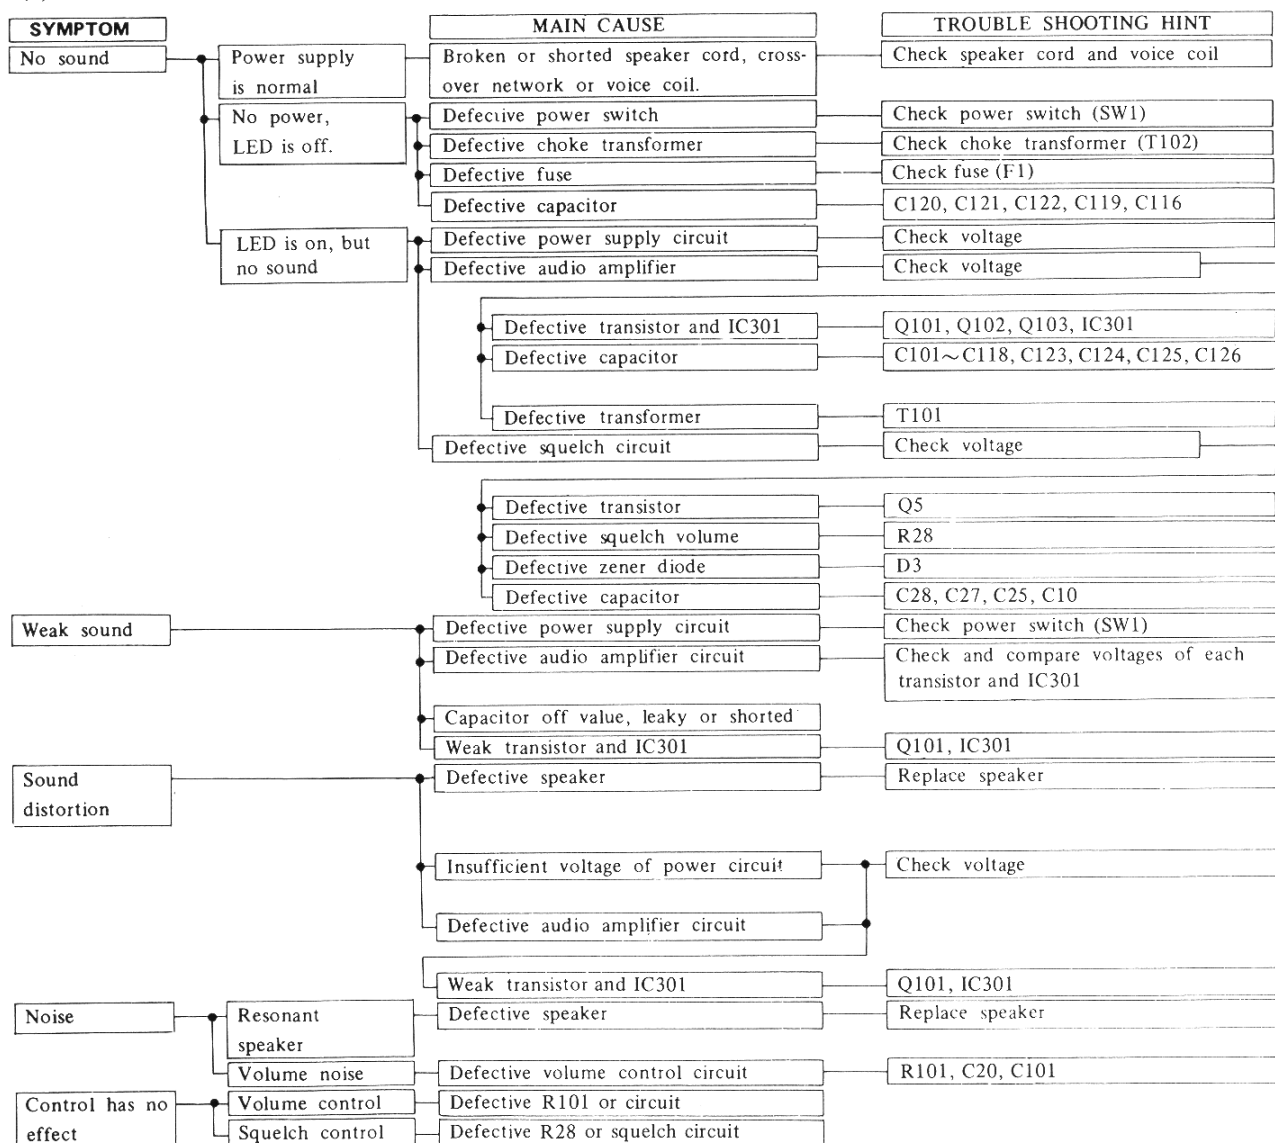 SYMPTOM
MAIN CAUSE
TROUBLE SHOOTING HINT
No sound
Power supply
is normal
Broken or shorted speaker cord, cross-
over network or voice coil.
Check speaker cord and voice coil
No power,
LED is off.
Defective power switch
Check power switch (SW1)
Defective choke transformer
Check choke transformer (T102)
Defective fuse
Check fuse (F1)
Defective capacitor
C120, C121, C122, C119, C116
LED is on, but
no sound
Defective power supply circuit
Check voltage
Defective audio amplifier
Check voltage
Defective transistor and IC301
Q101, Q102, Q103, IC301
Defective capacitor
C101~C118, C123, C124, C125, C126
Defective transformer
T101
Defective squelch circuit
Check voltage
Defective transistor
Q5
Defective squelch volume
R28
Defective zener diode
D3
Defective capacitor
C28, C27, C25, C10
Weak sound
Defective power supply circuit
Check power switch (SW1)
Defective audio amplifier circuit
Check and compare voltages of each
transistor and IC301
Capacitor off value, leaky or shorted
Weak transistor and IC301
Q101, IC301
Sound
distortion
Defective speaker
Replace speaker
Insufficient voltage of power circuit
Check voltage
Defective audio amplifier circuit
Weak transistor and IC301
Q101, IC301
Noise
Resonant
speaker
Defective speaker
Replace speaker
Volume noise
Defective volume control circuit
R101, C20, C101
Control has no
effect
Volume control
Defective R101 or circuit
Squelch control
Defective R28 or squelch circuit